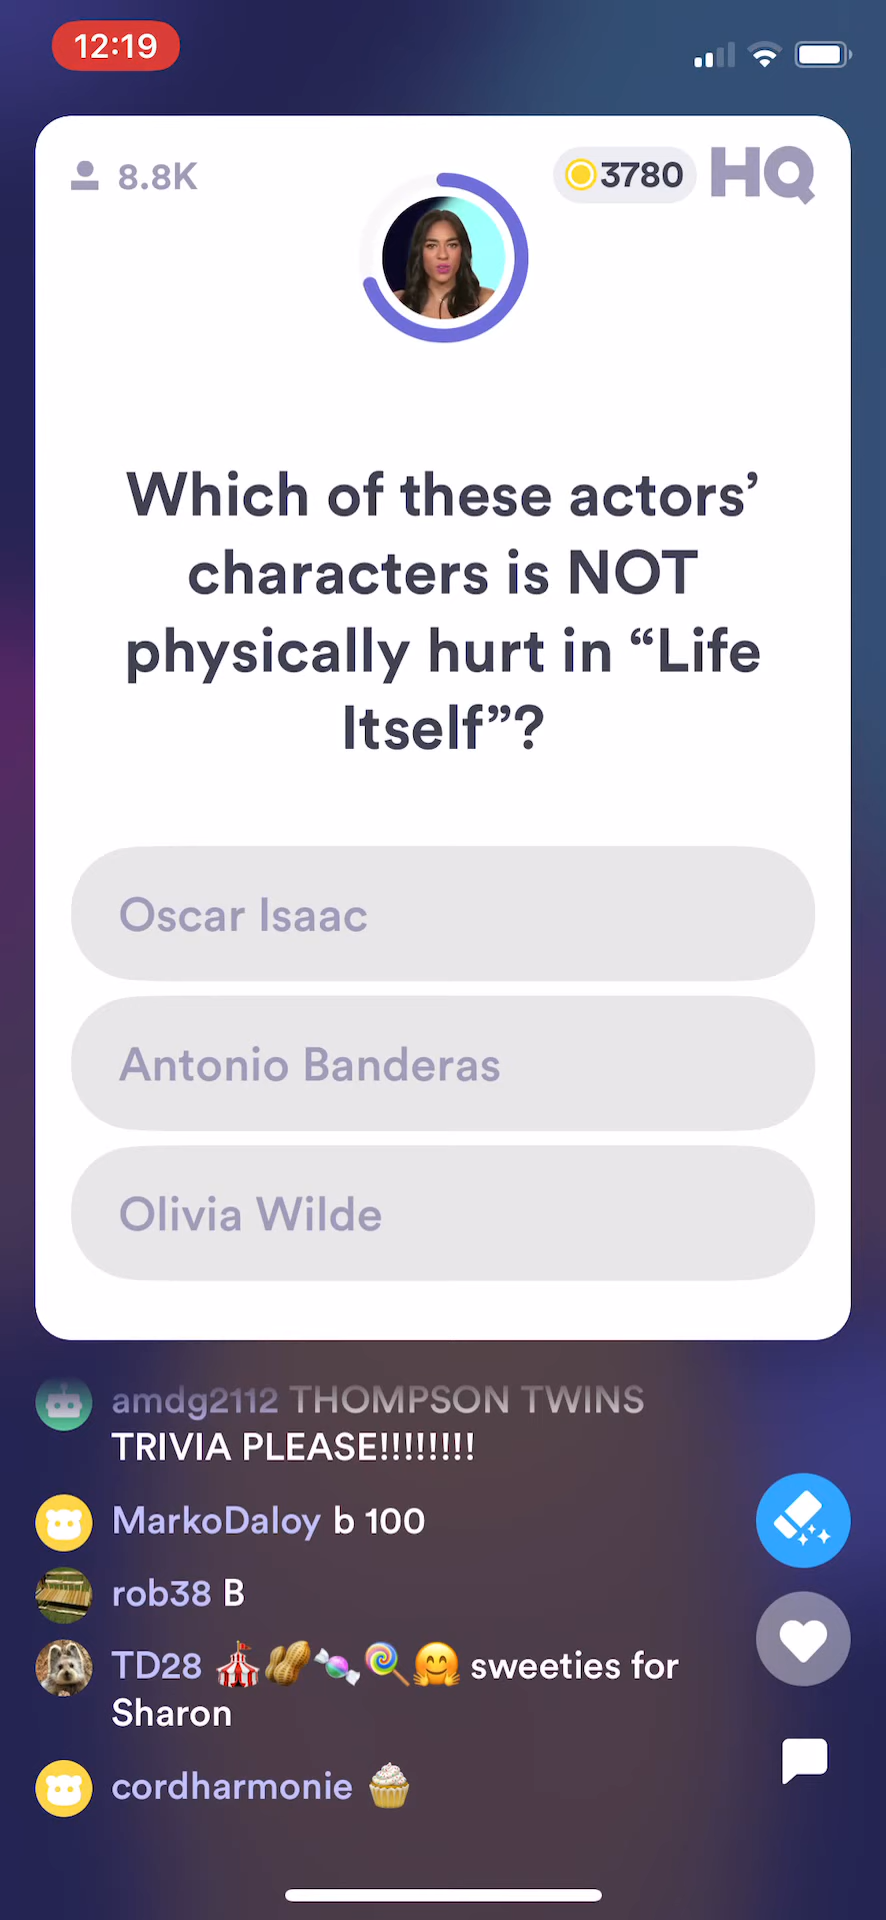 12:19
8.8K
3780
HQ
Which of these actors’
characters is NOT
physically hurt in “Life
Itself”?
Oscar Isaac
Antonio Banderas
Olivia Wilde
amdg2112 THOMPSON TWINS
TRIVIA PLEASE!!!!!!!!
MarkoDaloy b 100
rob38 B
TD28 🎪🥜🍬🍭🤗 sweeties for
Sharon
cordharmonie 🧁